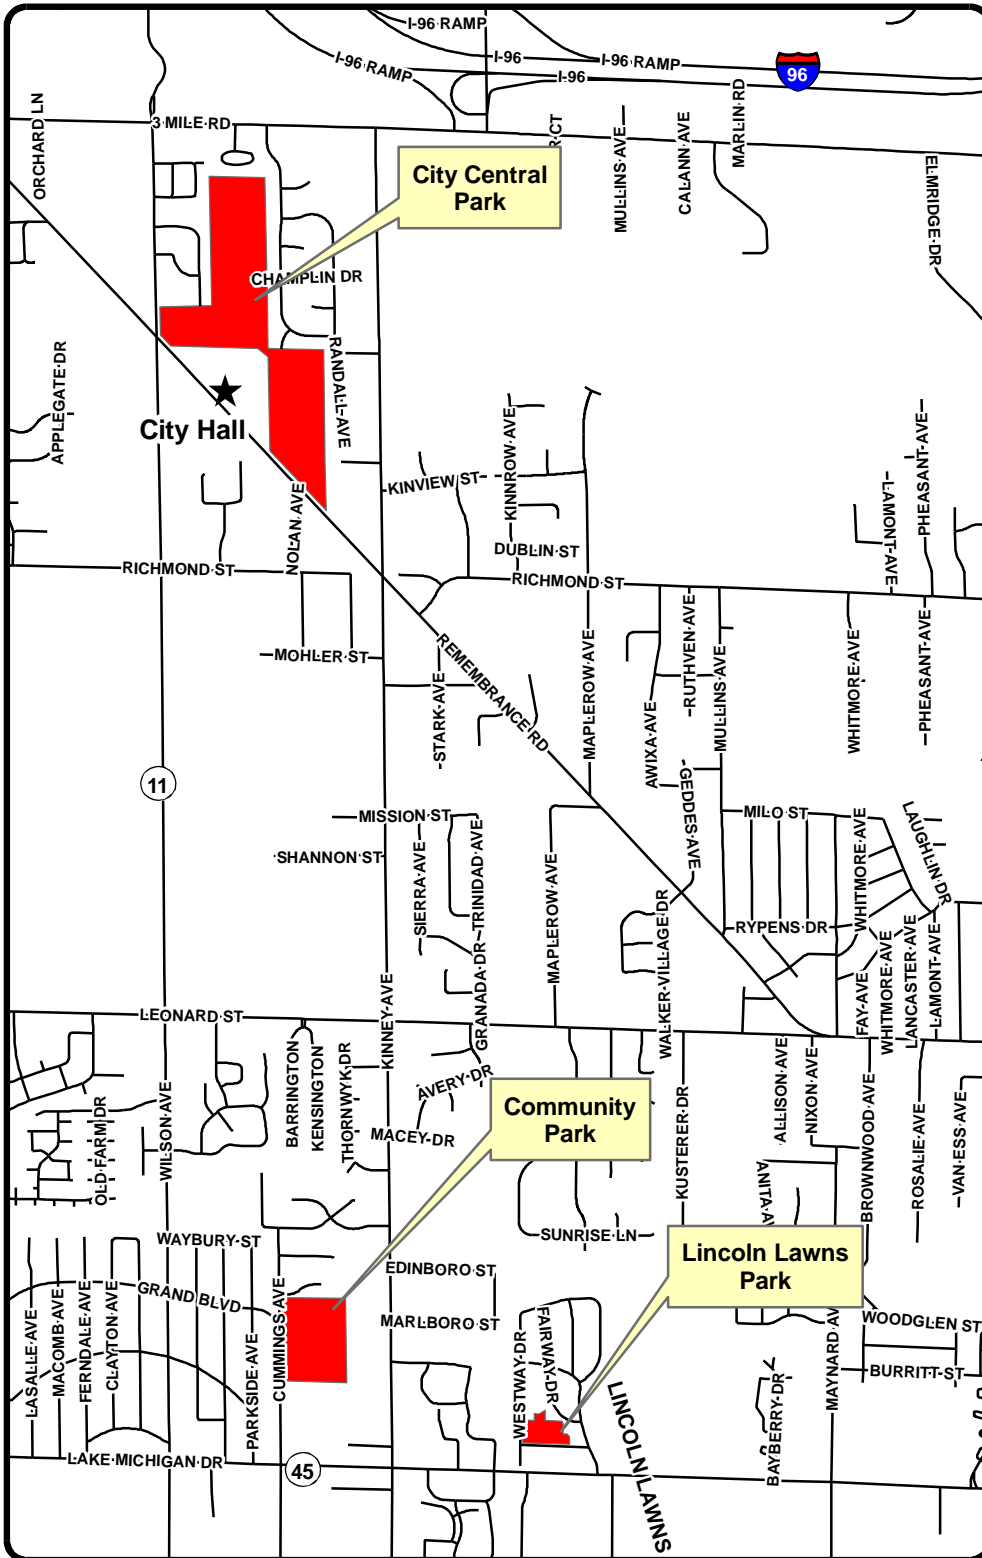 I-96 RAMP
I-96 RAMP
I-96
I-96 RAMP
I-96
96
ORCHARD LN
3 MILE RD
MULLINS AVE
CALANN AVE
MARLIN RD
ELMRIDGE DR
City Central
Park
CHAMPLIN DR
RANDALL AVE
APPLEGATE DR
City Hall
NOLAN AVE
KINVIEW ST
KINNROW AVE
DUBLIN ST
LAMONT AVE
PHEASANT AVE
RICHMOND ST
RICHMOND ST
MOHLER ST
STARK AVE
REMEMBRANCE RD
MAPLEROW AVE
AWIXA AVE
RUTHVEN AVE
MULLINS AVE
WHITMORE AVE
PHEASANT AVE
11
MISSION ST
SHANNON ST
SIERRA AVE
TRINIDAD AVE
MAPLEROW AVE
GEDDES AVE
MILO ST
WHITMORE AVE
LAUGHLIN DR
RYPENS DR
WALKER VILLAGE DR
GRANADA DR
KINNEY AVE
FAY AVE
WHITMORE AVE
LANCASTER AVE
LAMONT AVE
LEONARD ST
BARRINGTON
KENSINGTON
THORNWYK DR
AVERY DR
MACEY DR
OLD FARM DR
WILSON AVE
Community
Park
KUSTERER DR
ALLISON AVE
NIXON AVE
BROWNWOOD AVE
ROSALIE AVE
VAN ESS AVE
SUNRISE LN
WAYBURY ST
EDINBORO ST
Lincoln Lawns
Park
GRAND BLVD
MARLBORO ST
WOODGLEN ST
BURRITT ST
LASALLE AVE
MACOMB AVE
FERNDALE AVE
CLAYTON AVE
PARKSIDE AVE
CUMMINGS AVE
WESTWAY DR
FAIRWAY DR
LINCOLN LAWNS
BAYBERRY DR
LAKE MICHIGAN DR
45